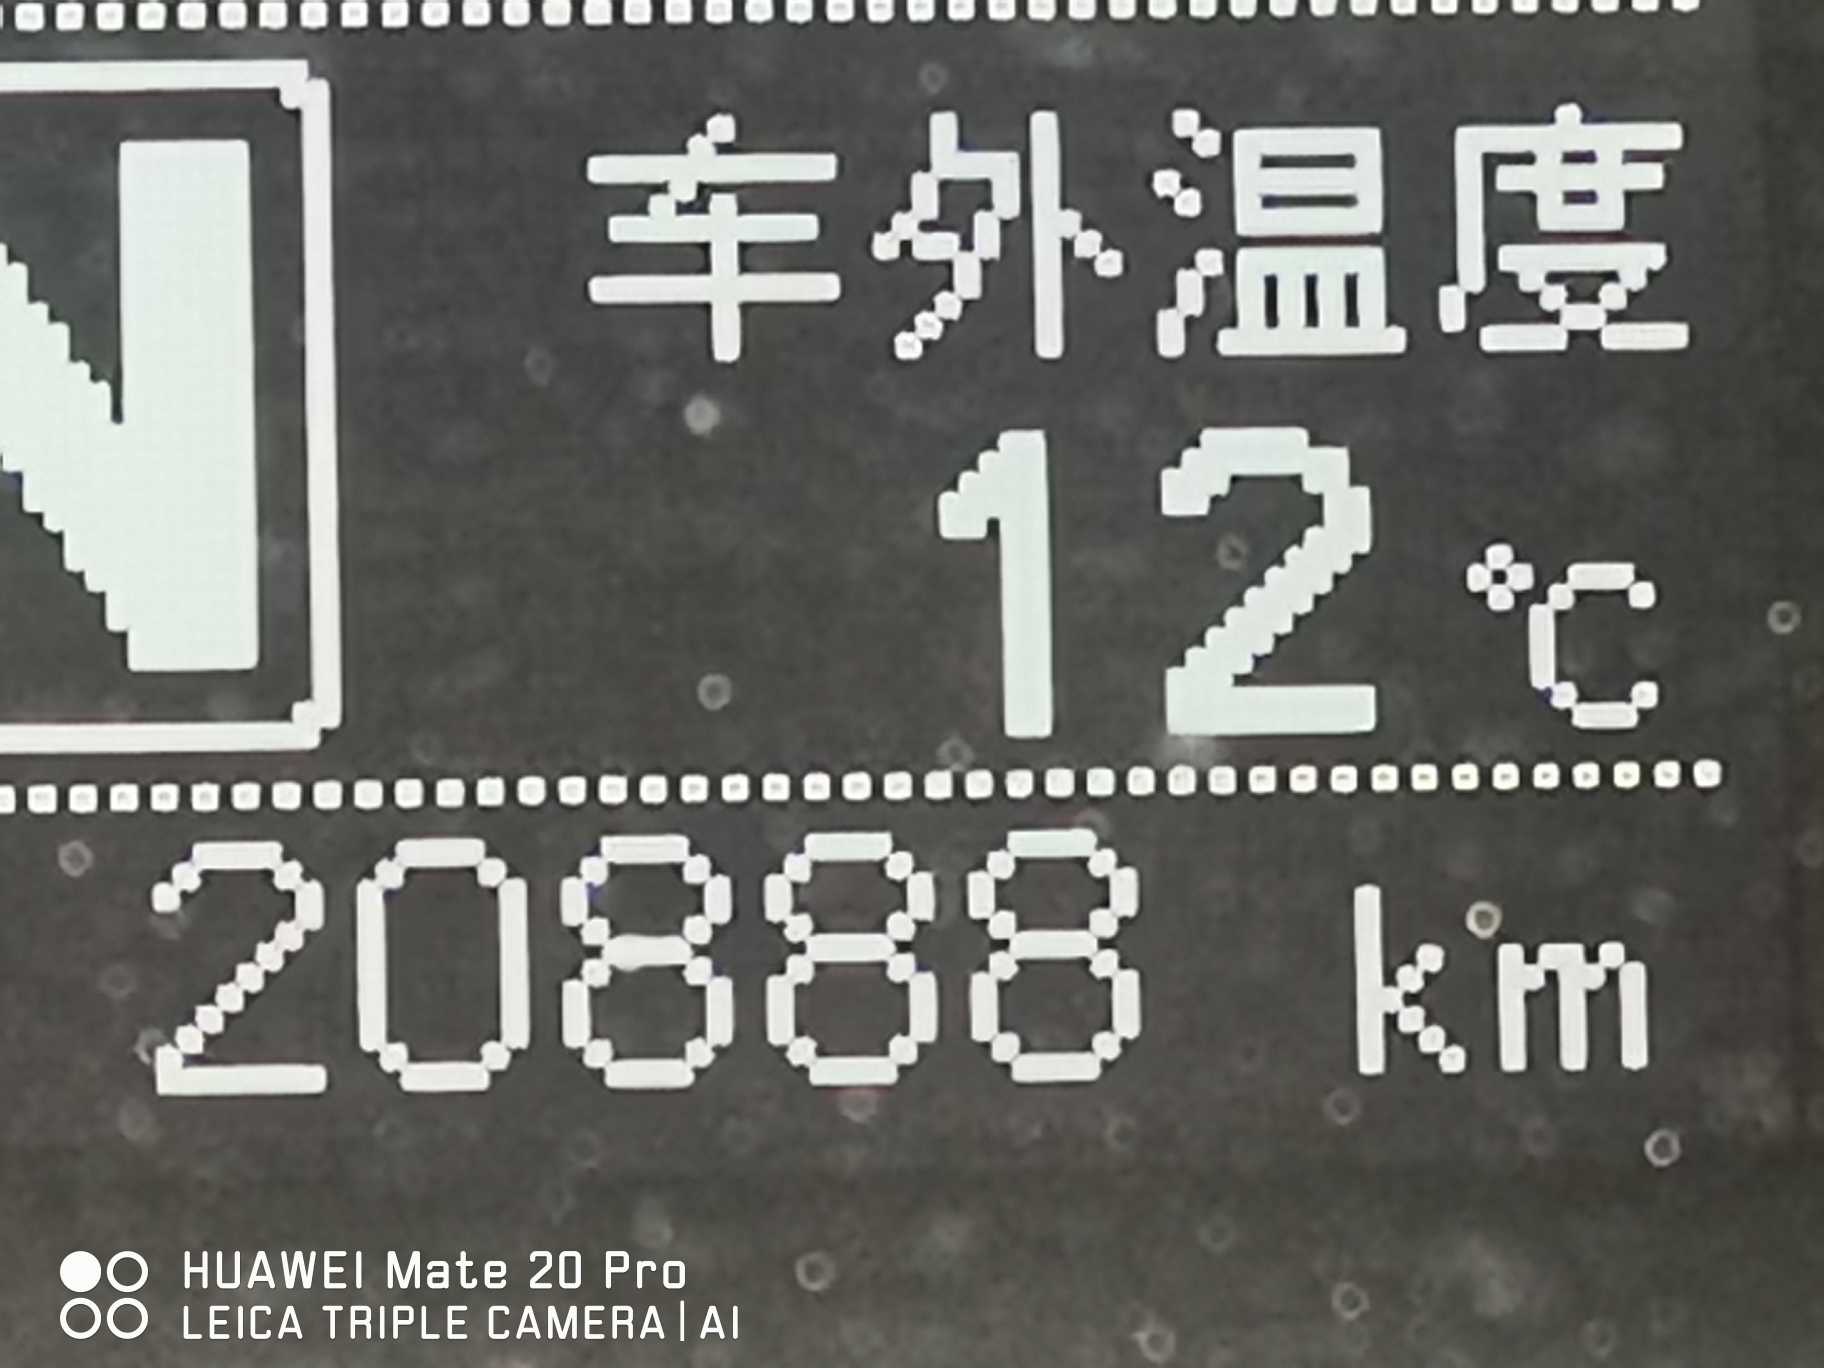 N
车外温度
12 °C
20888 km
HUAWEI Mate 20 Pro
LEICA TRIPLE CAMERA | AI